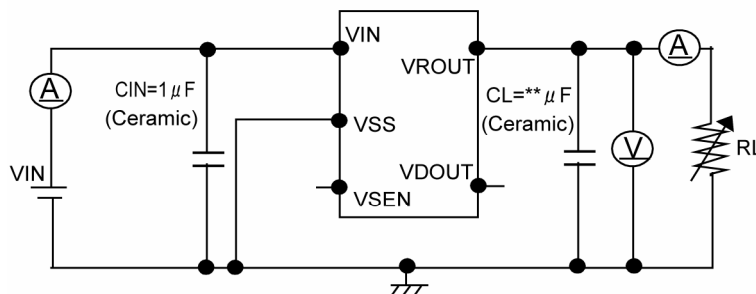 VIN
VROUT
A
A
CIN=1μF
(Ceramic)
CL=**μF
(Ceramic)
VSS
V
RL
VIN
VDOUT
VSEN